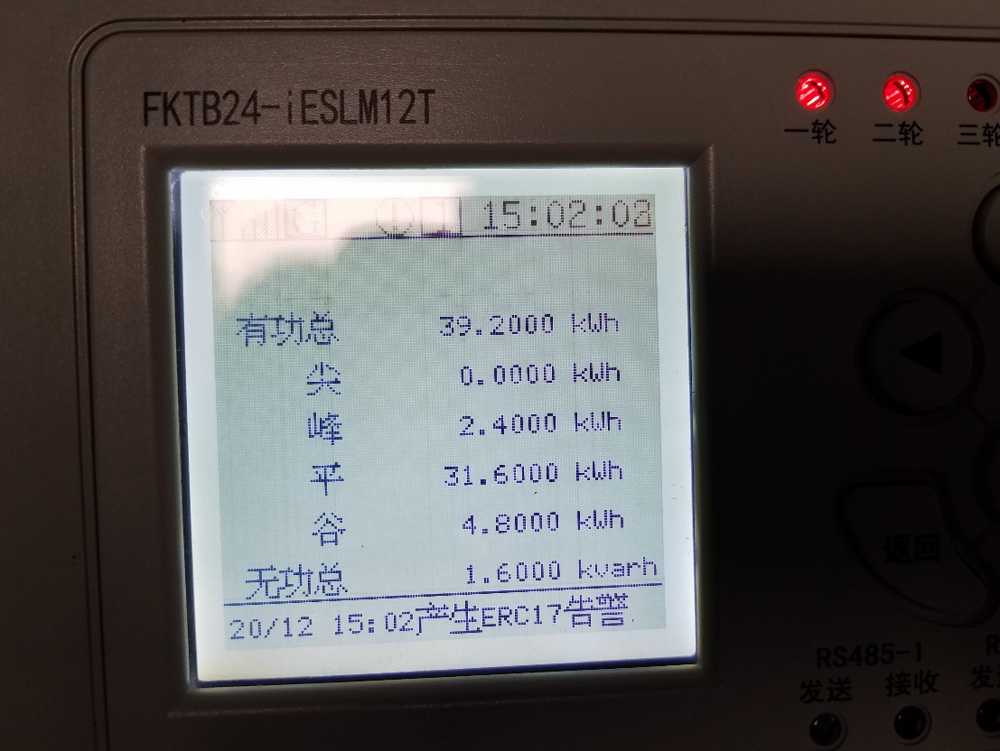 FKTB24-iESLM12T
一轮 二轮 三轮
G 15:02:03
有功总 39.2000 kWh
尖 0.0000 kWh
峰 2.4000 kWh
平 31.6000 kWh
谷 4.8000 kWh
无功总 1.6000 kvarh
20/12 15:02产生ERC17告警
返回
RS485-1
发送 接收